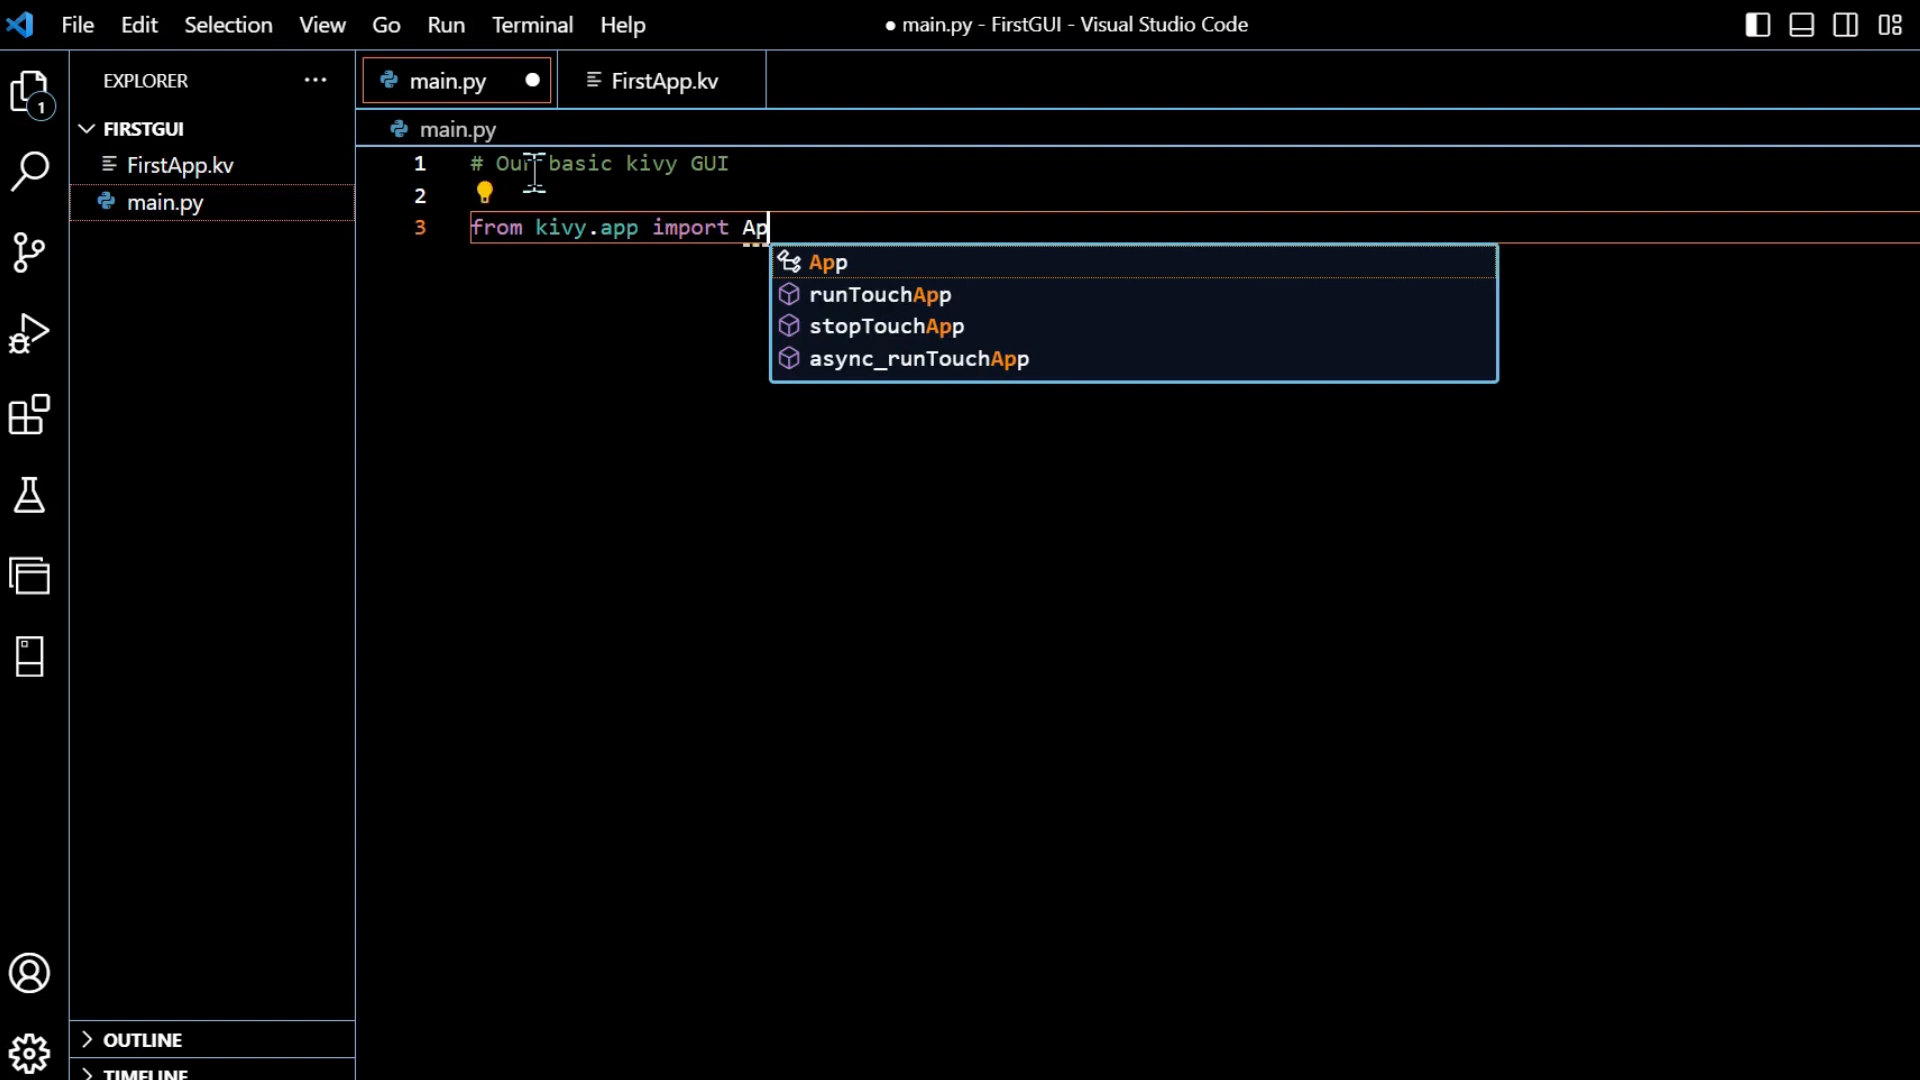 File Edit Selection View Go Run Terminal Help
● main.py - FirstGUI - Visual Studio Code
EXPLORER ···
main.py ●
FirstApp.kv
1
FIRSTGUI
FirstApp.kv
main.py
main.py
1 # Our basic kivy GUI
2
3 from kivy.app import Ap
App
runTouchApp
stopTouchApp
async_runTouchApp
OUTLINE
TIMELINE